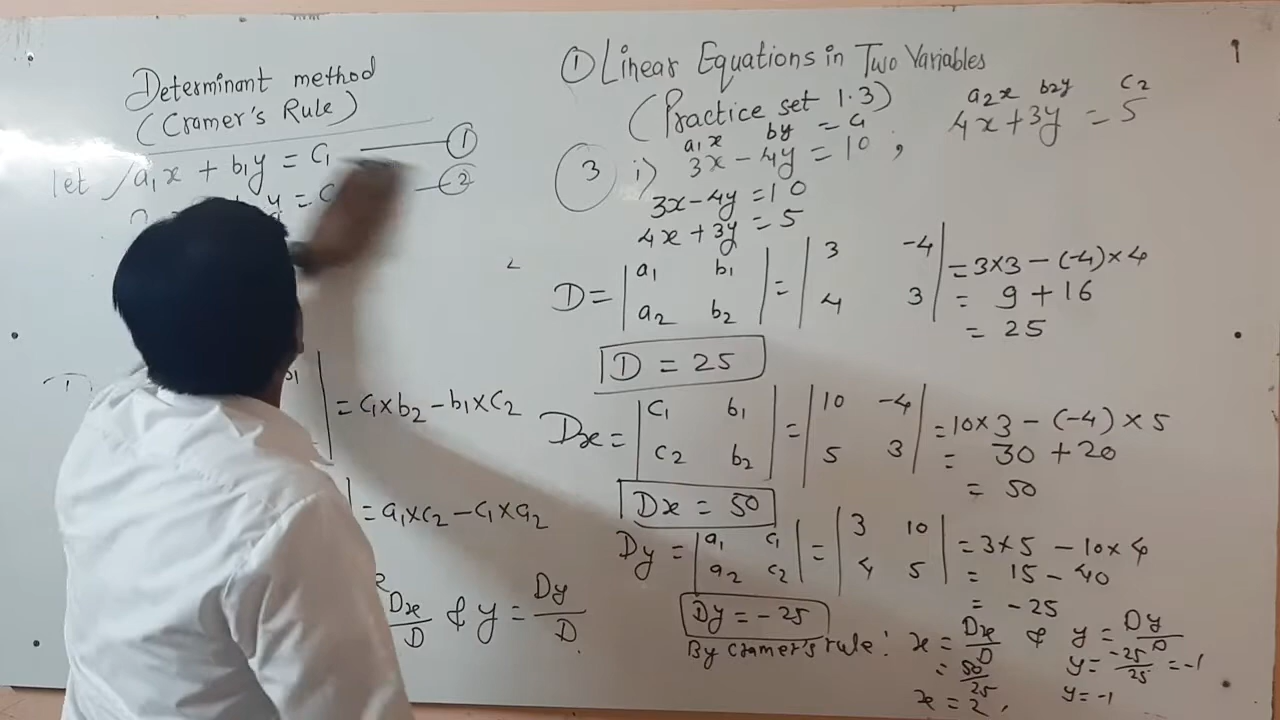 Determinant method
(Cramer's Rule)
let a₁x + b₁y = C₁ ①
y = C ②
b₁
= C₁×b₂ – b₁×C₂
= a₁×C₂ – C₁×a₂
Dx/D & y = Dy/D.
① Linear Equations in Two Variables
(Practice set 1.3)
a₁x by = C₁ a₂x b₂y C₂
③ i) 3x – 4y = 10 , 4x + 3y = 5
3x – 4y = 10
4x + 3y = 5
D = | a₁ b₁ | = | 3 -4 | = 3×3 – (-4)×4
| a₂ b₂ | | 4 3 | = 9 + 16
= 25
D = 25
Dx = | C₁ b₁ | = | 10 -4 | = 10×3 – (-4)×5
| C₂ b₂ | | 5 3 | = 30 + 20
= 50
Dx = 50
Dy = | a₁ C₁ | = | 3 10 | = 3×5 – 10×4
| a₂ C₂ | | 4 5 | = 15 – 40
= -25
Dy = -25
By Cramer's rule : x = Dx/D & y = Dy/D
= 50/25 y = -25/25 = -1
x = 2, y = -1